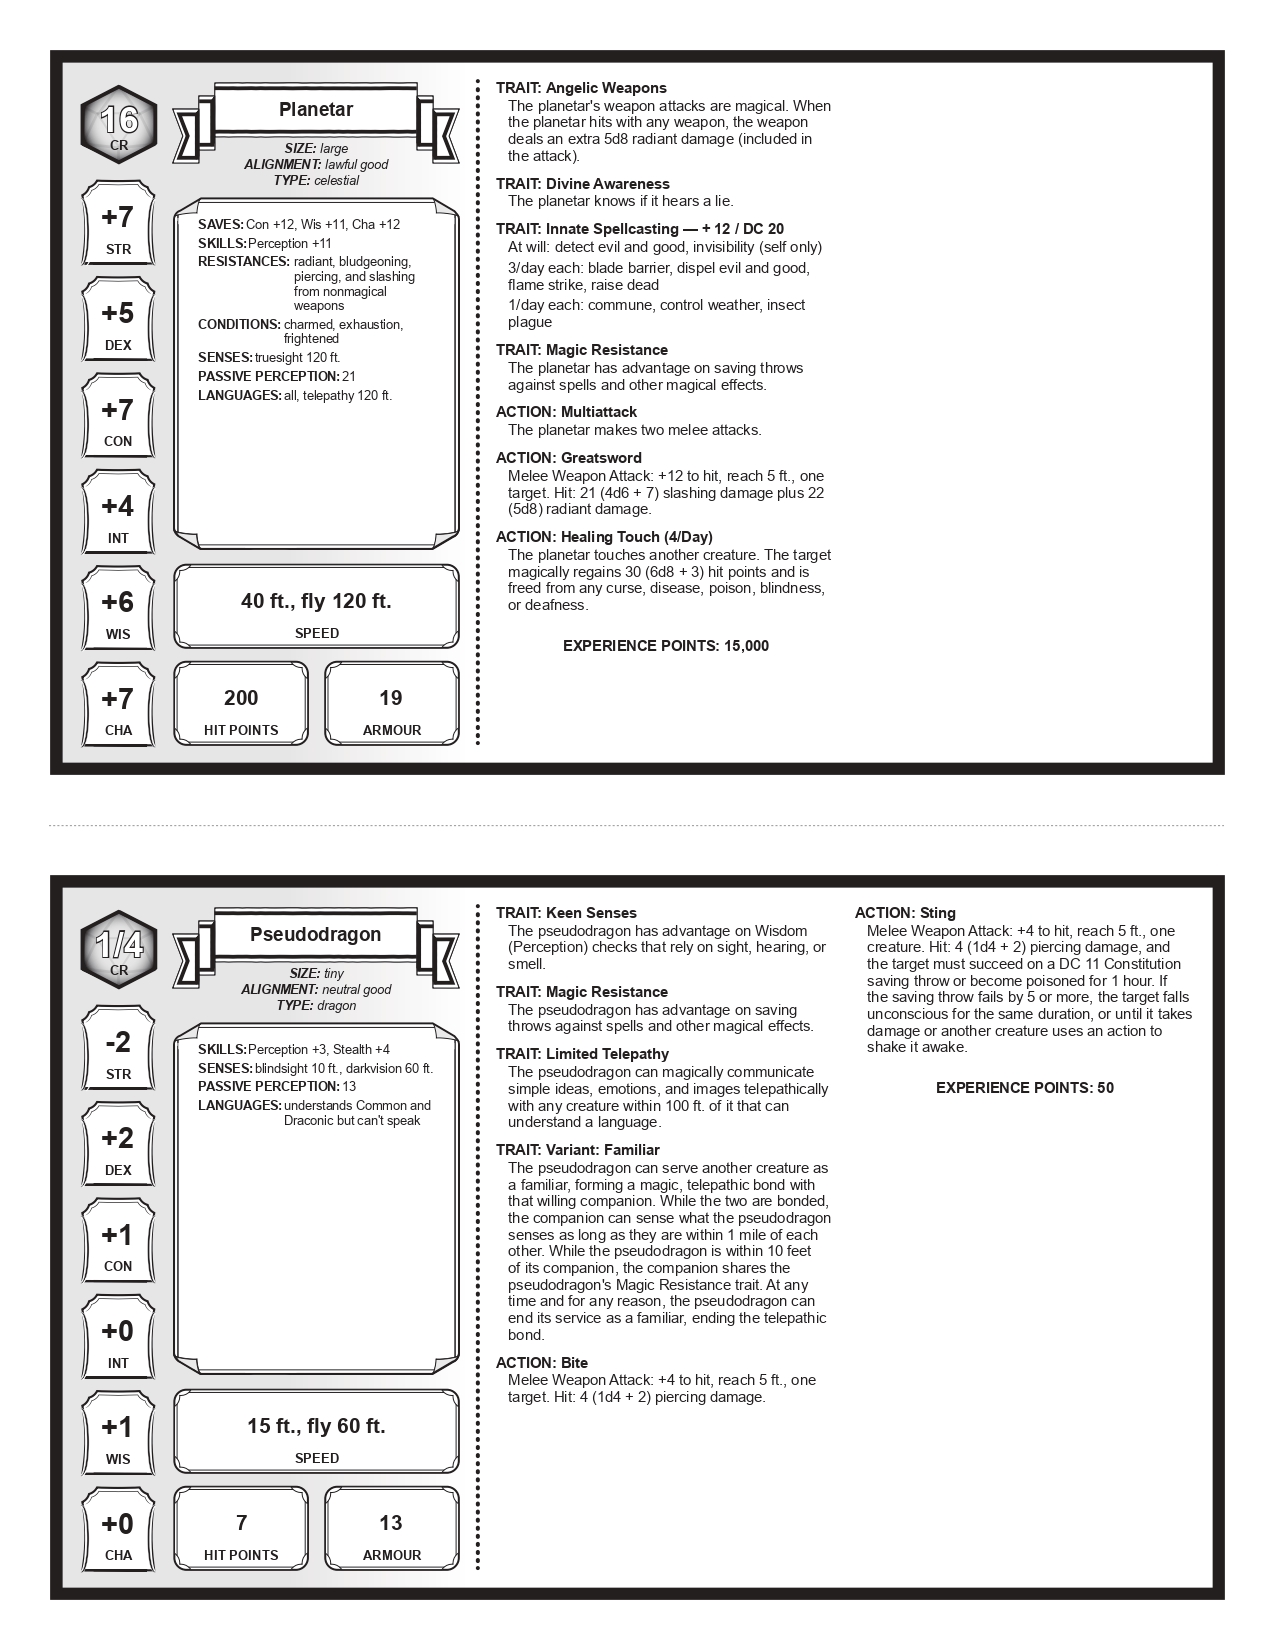 16
CR
Planetar
SIZE: large
ALIGNMENT: lawful good
TYPE: celestial
+7
STR
+5
DEX
+7
CON
+4
INT
+6
WIS
+7
CHA
SAVES: Con +12, Wis +11, Cha +12
SKILLS: Perception +11
RESISTANCES: radiant, bludgeoning,
piercing, and slashing
from nonmagical
weapons
CONDITIONS: charmed, exhaustion,
frightened
SENSES: truesight 120 ft.
PASSIVE PERCEPTION: 21
LANGUAGES: all, telepathy 120 ft.
40 ft., fly 120 ft.
SPEED
200
HIT POINTS
19
ARMOUR
TRAIT: Angelic Weapons
The planetar's weapon attacks are magical. When
the planetar hits with any weapon, the weapon
deals an extra 5d8 radiant damage (included in
the attack).
TRAIT: Divine Awareness
The planetar knows if it hears a lie.
TRAIT: Innate Spellcasting — + 12 / DC 20
At will: detect evil and good, invisibility (self only)
3/day each: blade barrier, dispel evil and good,
flame strike, raise dead
1/day each: commune, control weather, insect
plague
TRAIT: Magic Resistance
The planetar has advantage on saving throws
against spells and other magical effects.
ACTION: Multiattack
The planetar makes two melee attacks.
ACTION: Greatsword
Melee Weapon Attack: +12 to hit, reach 5 ft., one
target. Hit: 21 (4d6 + 7) slashing damage plus 22
(5d8) radiant damage.
ACTION: Healing Touch (4/Day)
The planetar touches another creature. The target
magically regains 30 (6d8 + 3) hit points and is
freed from any curse, disease, poison, blindness,
or deafness.
EXPERIENCE POINTS: 15,000
1/4
CR
Pseudodragon
SIZE: tiny
ALIGNMENT: neutral good
TYPE: dragon
-2
STR
+2
DEX
+1
CON
+0
INT
+1
WIS
+0
CHA
SKILLS: Perception +3, Stealth +4
SENSES: blindsight 10 ft., darkvision 60 ft.
PASSIVE PERCEPTION: 13
LANGUAGES: understands Common and
Draconic but can't speak
15 ft., fly 60 ft.
SPEED
7
HIT POINTS
13
ARMOUR
TRAIT: Keen Senses
The pseudodragon has advantage on Wisdom
(Perception) checks that rely on sight, hearing, or
smell.
TRAIT: Magic Resistance
The pseudodragon has advantage on saving
throws against spells and other magical effects.
TRAIT: Limited Telepathy
The pseudodragon can magically communicate
simple ideas, emotions, and images telepathically
with any creature within 100 ft. of it that can
understand a language.
TRAIT: Variant: Familiar
The pseudodragon can serve another creature as
a familiar, forming a magic, telepathic bond with
that willing companion. While the two are bonded,
the companion can sense what the pseudodragon
senses as long as they are within 1 mile of each
other. While the pseudodragon is within 10 feet
of its companion, the companion shares the
pseudodragon's Magic Resistance trait. At any
time and for any reason, the pseudodragon can
end its service as a familiar, ending the telepathic
bond.
ACTION: Bite
Melee Weapon Attack: +4 to hit, reach 5 ft., one
target. Hit: 4 (1d4 + 2) piercing damage.
ACTION: Sting
Melee Weapon Attack: +4 to hit, reach 5 ft., one
creature. Hit: 4 (1d4 + 2) piercing damage, and
the target must succeed on a DC 11 Constitution
saving throw or become poisoned for 1 hour. If
the saving throw fails by 5 or more, the target falls
unconscious for the same duration, or until it takes
damage or another creature uses an action to
shake it awake.
EXPERIENCE POINTS: 50